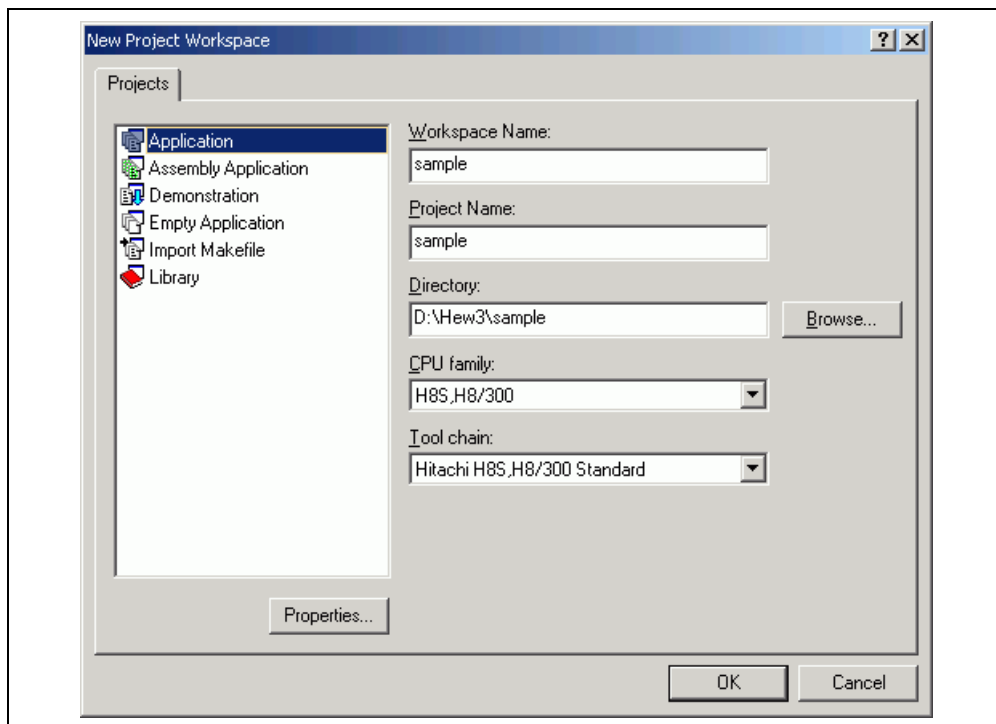 New Project Workspace
Projects
Application
Assembly Application
Demonstration
Empty Application
Import Makefile
Library
Properties...
Workspace Name:
sample
Project Name:
sample
Directory:
D:\Hew3\sample
Browse...
CPU family:
H8S,H8/300
Tool chain:
Hitachi H8S,H8/300 Standard
OK
Cancel